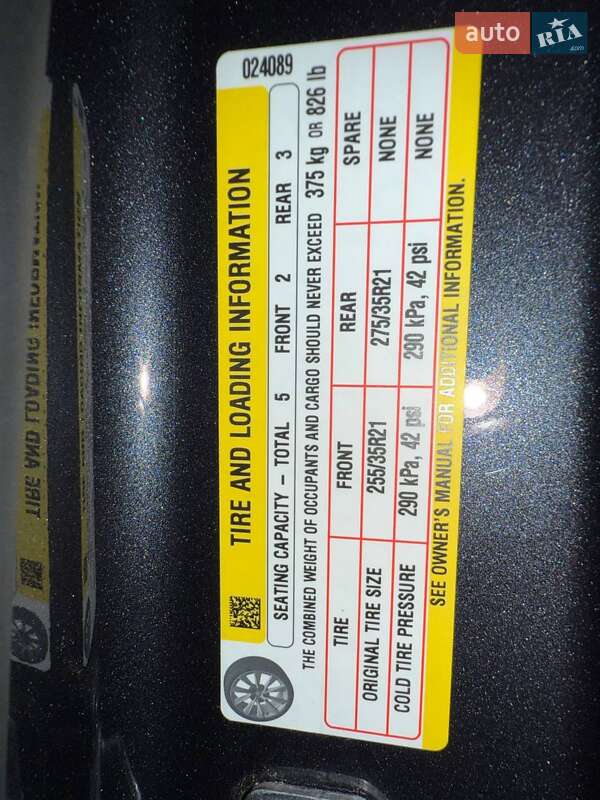 auto RIA.com
024089
TIRE AND LOADING INFORMATION
SEATING CAPACITY – TOTAL 5 FRONT 2 REAR 3
THE COMBINED WEIGHT OF OCCUPANTS AND CARGO SHOULD NEVER EXCEED 375 kg OR 826 lb
TIRE FRONT REAR SPARE
ORIGINAL TIRE SIZE 255/35R21 275/35R21 NONE
COLD TIRE PRESSURE 290 kPa, 42 psi 290 kPa, 42 psi NONE
SEE OWNER'S MANUAL FOR ADDITIONAL INFORMATION.
TIRE AND LOADING INFORMATION